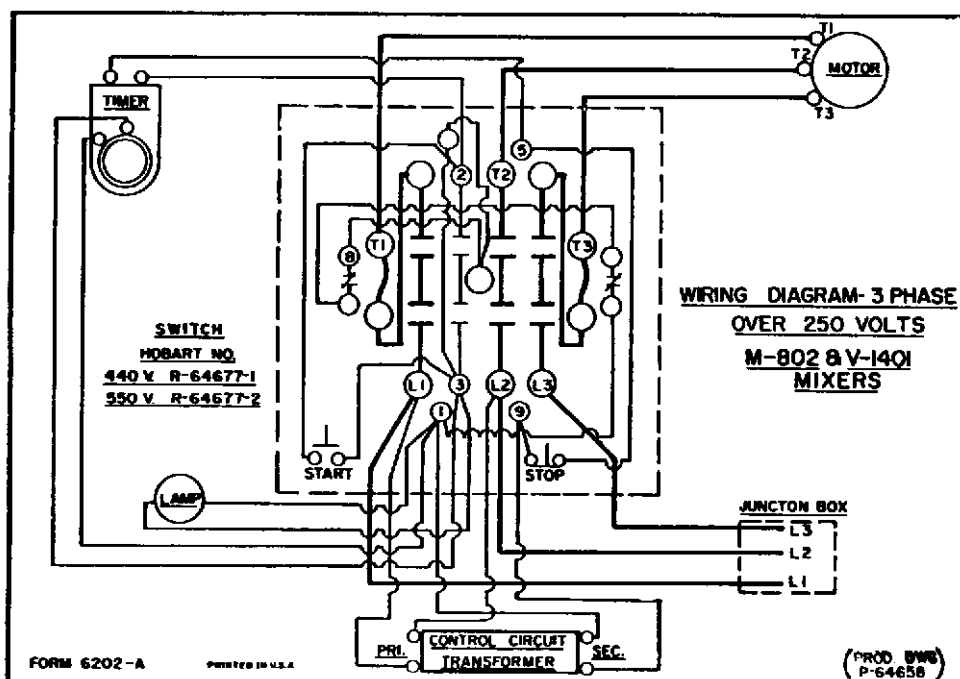 T1
T2
MOTOR
T3
TIMER
5
2
T2
T1
T3
8
WIRING DIAGRAM- 3 PHASE
OVER 250 VOLTS
M-802 & V-1401
MIXERS
SWITCH
HOBART NO.
440 V. R-64677-1
550 V. R-64677-2
L1
3
L2
L3
1
9
START
STOP
LAMP
JUNCTON BOX
L3
L2
L1
PRI.
CONTROL CIRCUIT
TRANSFORMER
SEC.
FORM 6202-A
PRINTED IN U.S.A
(PROD.
P-64658)